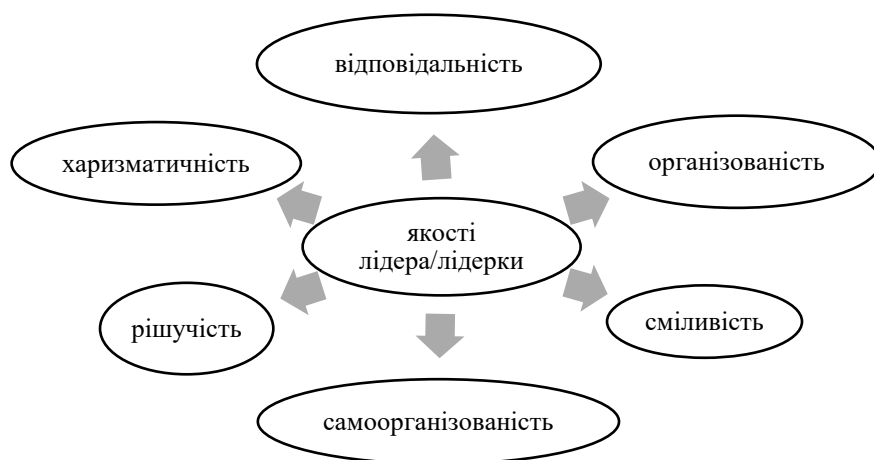 відповідальність
харизматичність
організованість
якості
лідера/лідерки
рішучість
сміливість
самоорганізованість